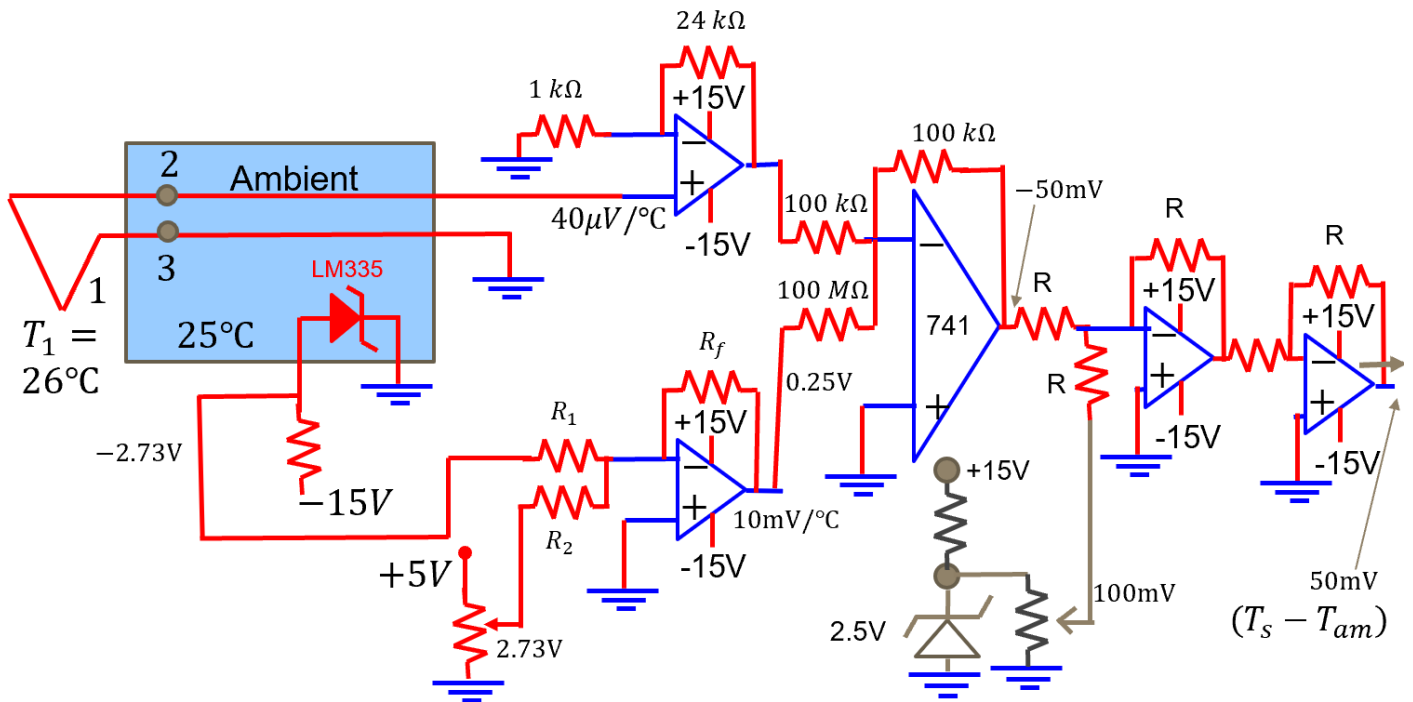 24 kΩ
1 kΩ
+15V
−
+
-15V
40μV/°C
2
Ambient
3
LM335
1
T₁ =
26°C
25°C
−2.73V
−15V
100 kΩ
100 kΩ
100 MΩ
−
741
+
0.25V
−50mV
R_f
R₁
R₂
+15V
−
+
-15V
10mV/°C
+5V
2.73V
R
R
R
+15V
−
+
-15V
R
+15V
−
+
-15V
+15V
2.5V
100mV
50mV
(T_s − T_am)